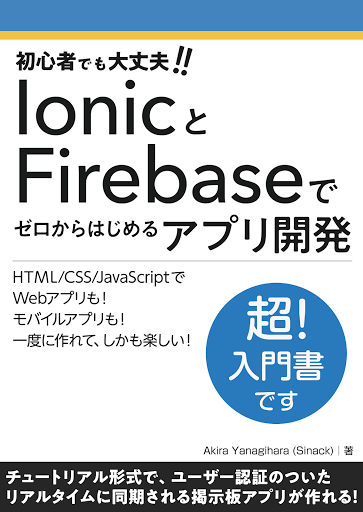 初心者でも大丈夫!!
Ionicと
Firebaseで
ゼロからはじめるアプリ開発
HTML/CSS/JavaScriptで
Webアプリも!
モバイルアプリも!
一度に作れて、しかも楽しい!
超!
入門書
です
Akira Yanagihara (Sinack)|著
チュートリアル形式で、ユーザー認証のついた
リアルタイムに同期される掲示板アプリが作れる!